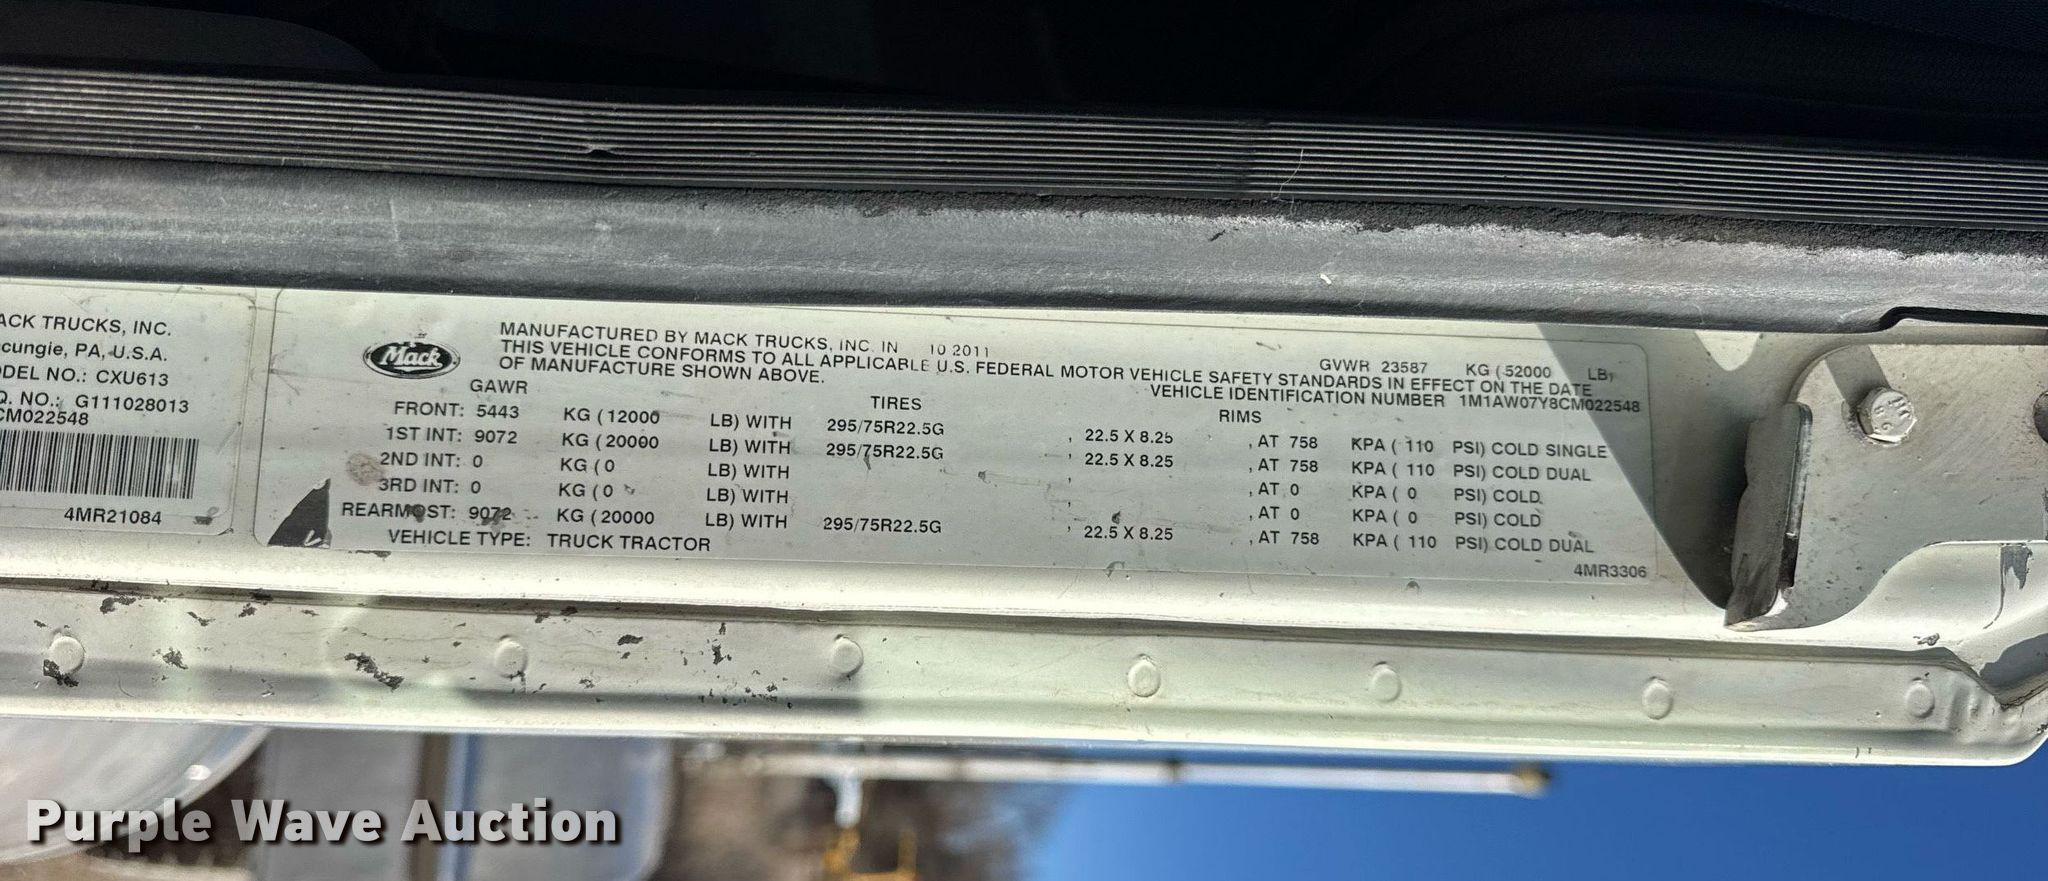 ACK TRUCKS, INC.
cungie, PA, U.S.A.
ODEL NO.: CXU613
Q. NO.: G111028013
CM022548
4MR21084
Mack
MANUFACTURED BY MACK TRUCKS, INC. IN 10 2011
GVWR 23587 KG ( 52000 LB)
THIS VEHICLE CONFORMS TO ALL APPLICABLE U.S. FEDERAL MOTOR VEHICLE SAFETY STANDARDS IN EFFECT ON THE DATE
OF MANUFACTURE SHOWN ABOVE.
VEHICLE IDENTIFICATION NUMBER 1M1AW07Y8CM022548
GAWR TIRES RIMS
FRONT: 5443 KG ( 12000 LB) WITH 295/75R22.5G , 22.5 X 8.25 , AT 758 KPA ( 110 PSI) COLD SINGLE
1ST INT: 9072 KG ( 20000 LB) WITH 295/75R22.5G , 22.5 X 8.25 , AT 758 KPA ( 110 PSI) COLD DUAL
2ND INT: 0 KG ( 0 LB) WITH , , AT 0 KPA ( 0 PSI) COLD
3RD INT: 0 KG ( 0 LB) WITH , , AT 0 KPA ( 0 PSI) COLD
REARMOST: 9072 KG ( 20000 LB) WITH 295/75R22.5G , 22.5 X 8.25 , AT 758 KPA ( 110 PSI) COLD DUAL
VEHICLE TYPE: TRUCK TRACTOR
4MR3306
Purple Wave Auction